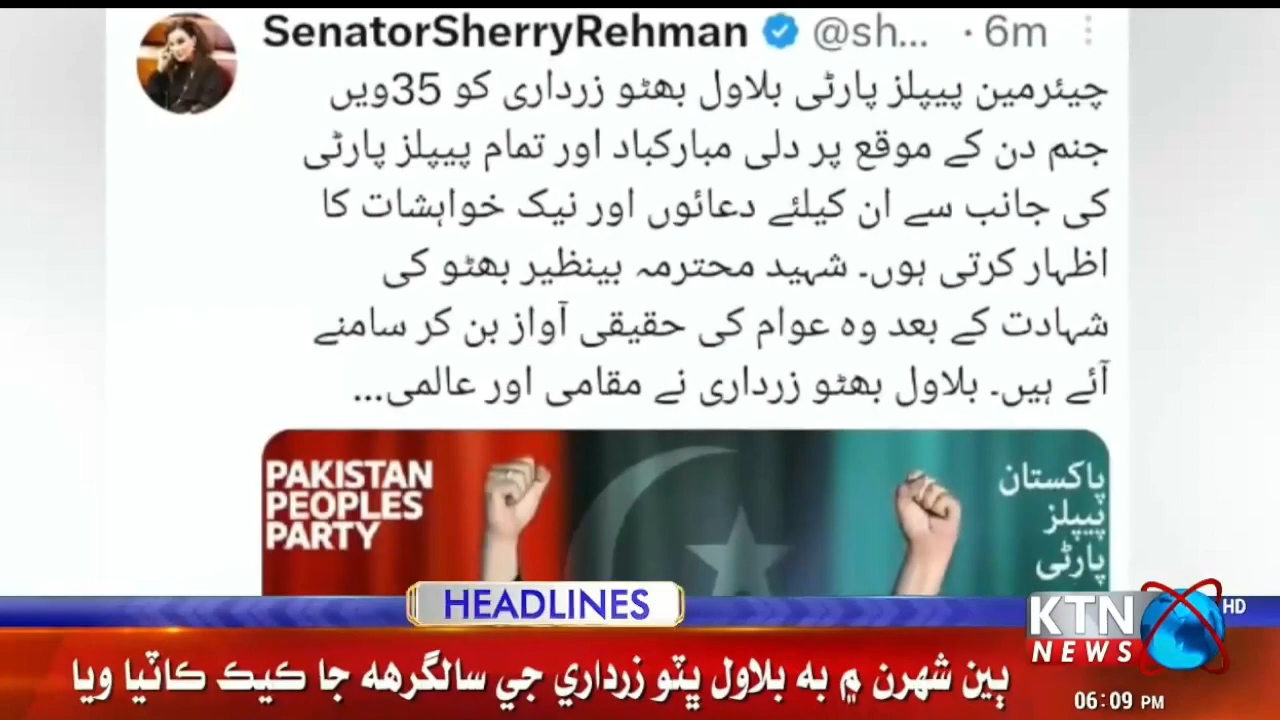 SenatorSherryRehman @sh... · 6m
چیئرمین پیپلز پارٹی بلاول بھٹو زرداری کو 35ویں
جنم دن کے موقع پر دلی مبارکباد اور تمام پیپلز پارٹی
کی جانب سے ان کیلئے دعائوں اور نیک خواہشات کا
اظہار کرتی ہوں۔ شہید محترمہ بینظیر بھٹو کی
شہادت کے بعد وہ عوام کی حقیقی آواز بن کر سامنے
آئے ہیں۔ بلاول بھٹو زرداری نے مقامی اور عالمی...
PAKISTAN
PEOPLES
PARTY
پاکستان
پیپلز
پارٹی
HEADLINES
KTN HD
NEWS
ٻين شهرن ۾ به بلاول ڀٽو زرداري جي سالگرهه جا ڪيڪ ڪاٽيا ويا
06:09 PM